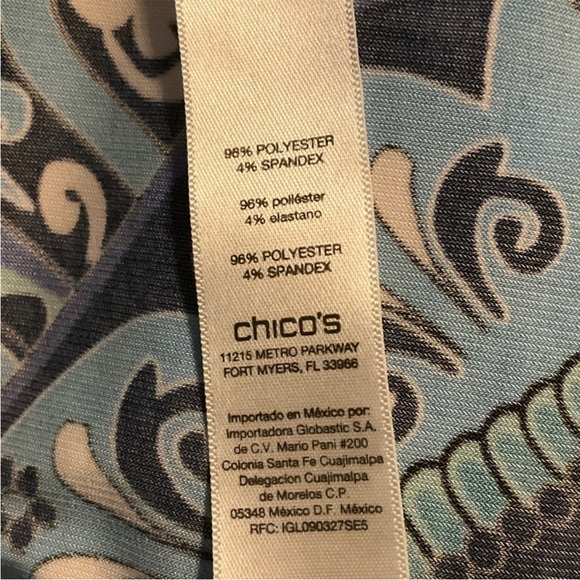 96% POLYESTER
4% SPANDEX
96% poliéster
4% elastano
96% POLYESTER
4% SPANDEX
chico's
11215 METRO PARKWAY
FORT MYERS, FL 33966
Importado en México por:
Importadora Globastic S.A.
de C.V. Mario Pani #200
Colonia Santa Fe Cuajimalpa
Delegacion Cuajimalpa
de Morelos C.P.
05348 México D.F. México
RFC: IGL090327SE5